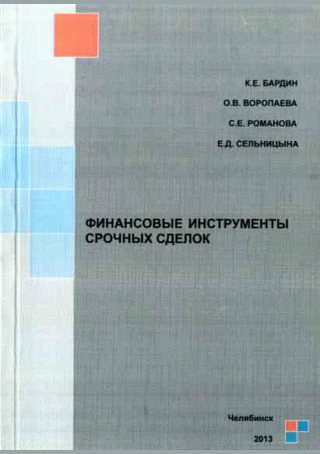 К.Е. БАРДИН
О.В. ВОРОПАЕВА
С.Е. РОМАНОВА
Е.Д. СЕЛЬНИЦЫНА
ФИНАНСОВЫЕ ИНСТРУМЕНТЫ
СРОЧНЫХ СДЕЛОК
Челябинск
2013